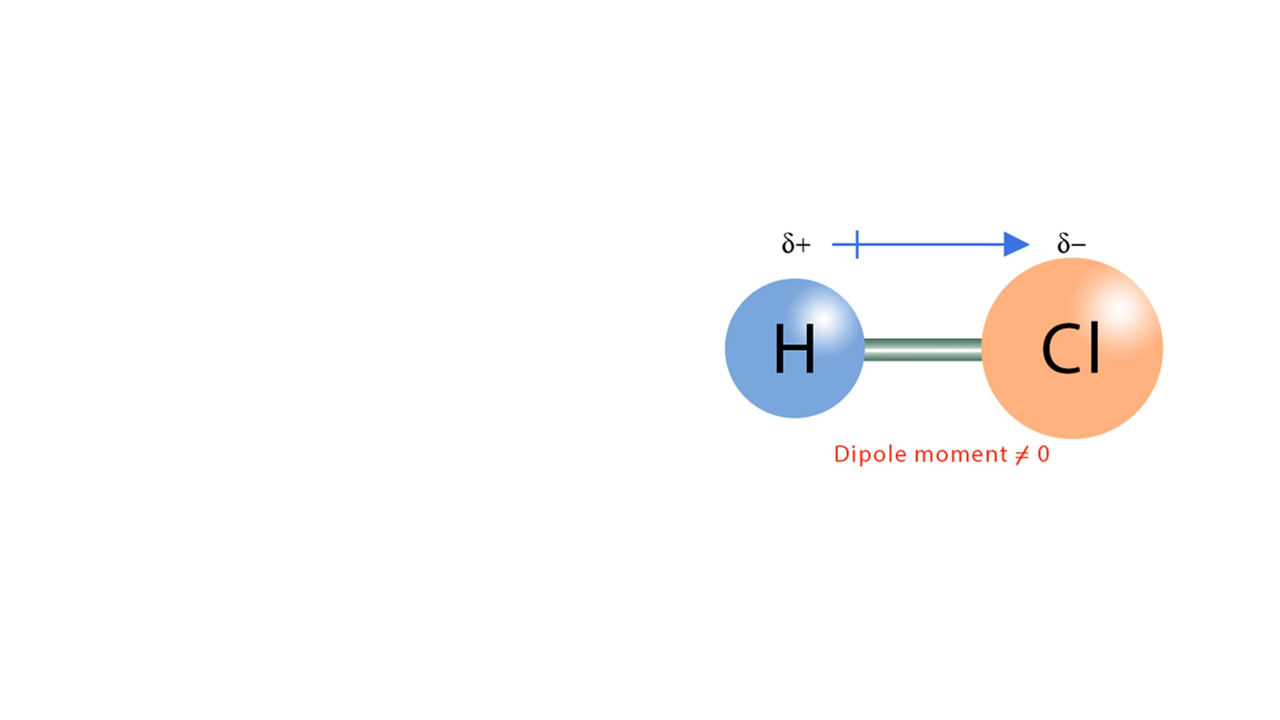 δ+ δ−
H Cl
Dipole moment ≠ 0